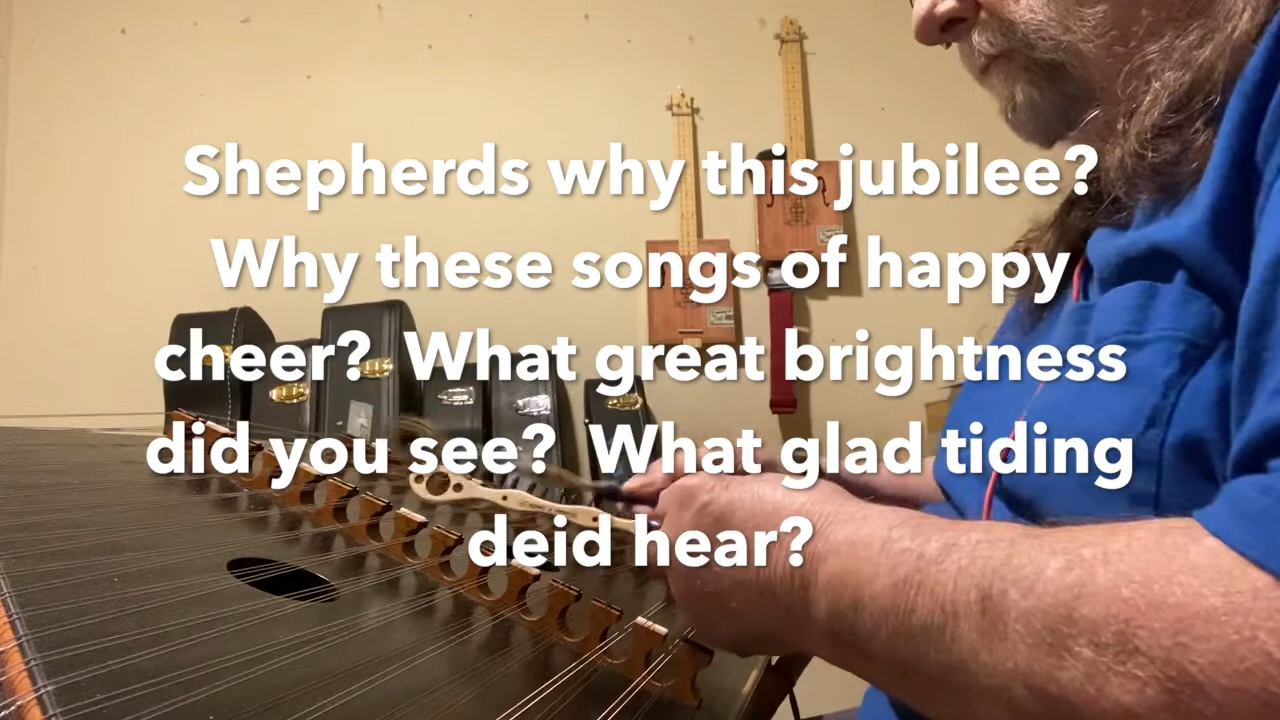 Shepherds why this jubilee?
Why these songs of happy
cheer? What great brightness
did you see? What glad tiding
deid hear?